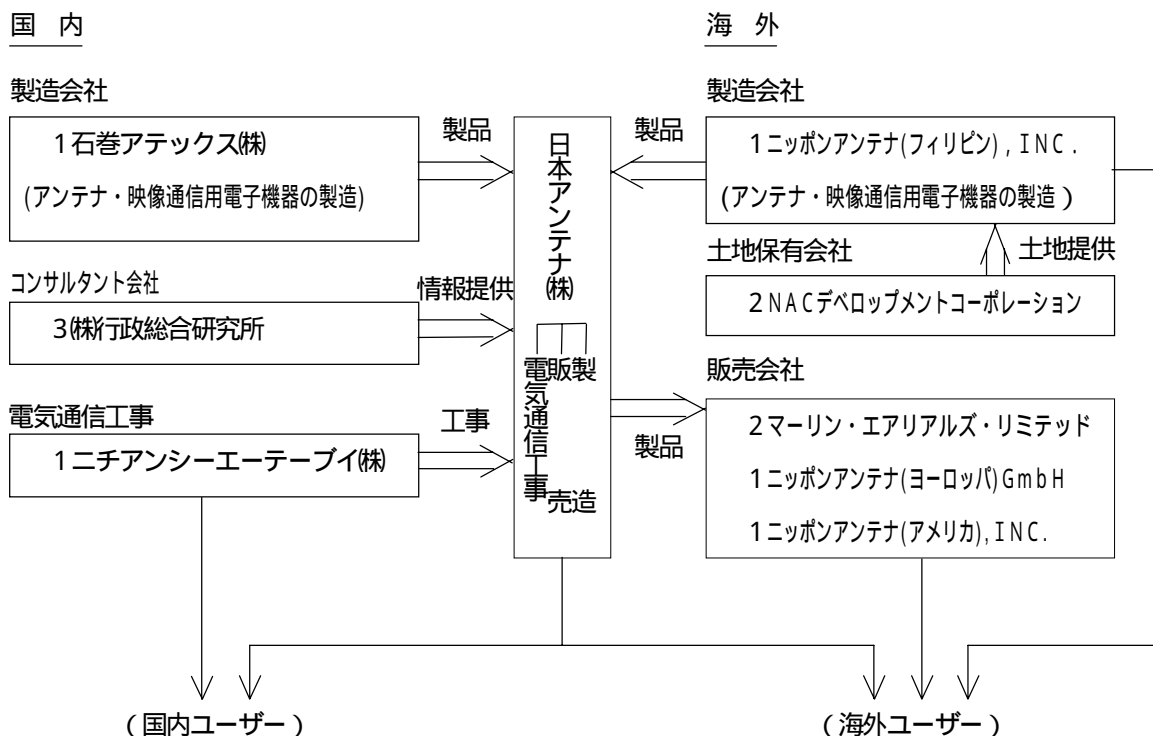 国 内
製造会社
1石巻アテックス(株)
(アンテナ・映像通信用電子機器の製造)
製品
コンサルタント会社
3(株)行政総合研究所
情報提供
電気通信工事
1ニチアンシーエーテーブイ(株)
工事
日本アンテナ(株)
製造
販売
電気通信工事
海 外
製造会社
製品
1ニッポンアンテナ(フィリピン),INC.
(アンテナ・映像通信用電子機器の製造)
土地保有会社
土地提供
2NACデベロップメントコーポレーション
販売会社
製品
2マーリン・エアリアルズ・リミテッド
1ニッポンアンテナ(ヨーロッパ)GmbH
1ニッポンアンテナ(アメリカ),INC.
(国内ユーザー)
(海外ユーザー)